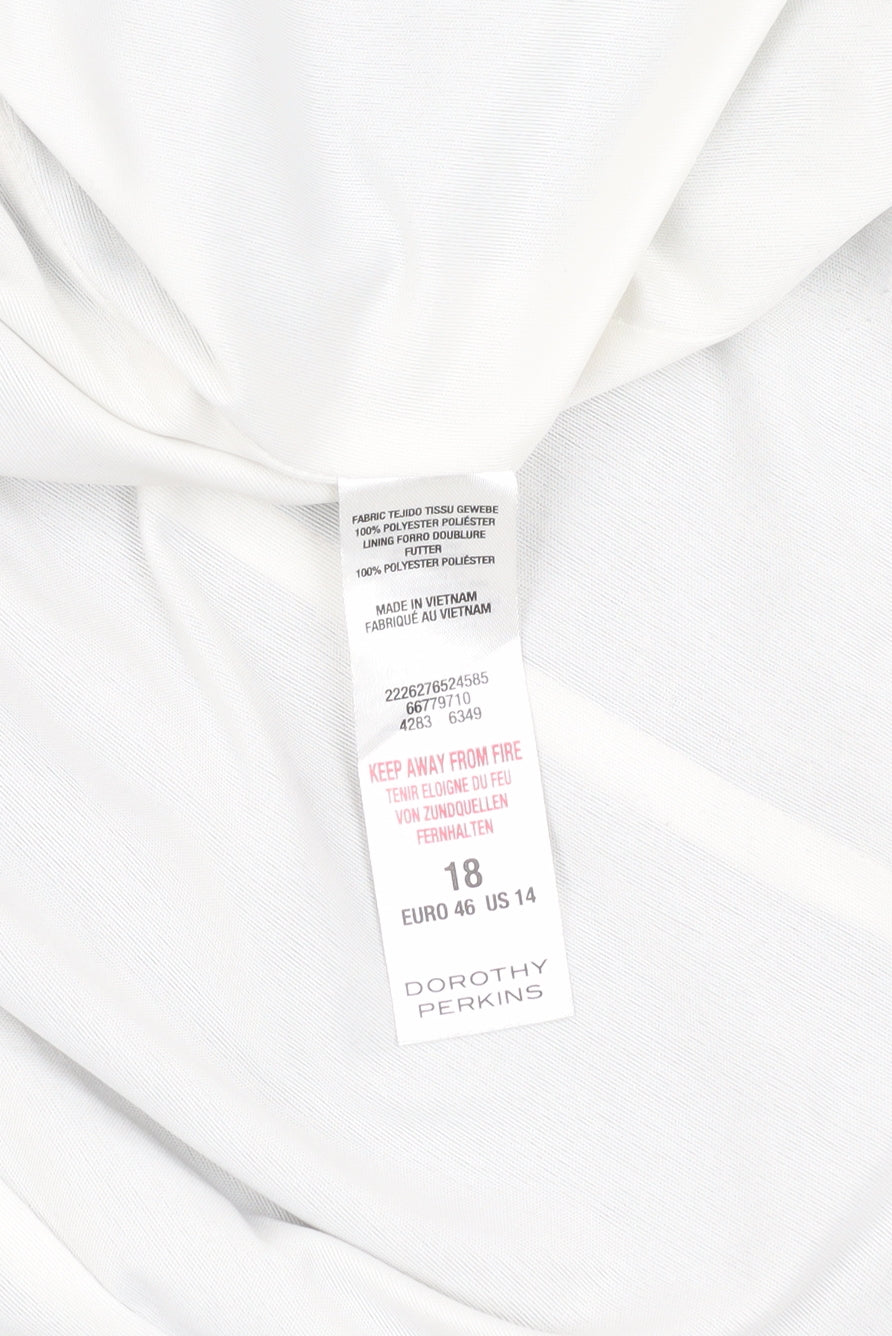 FABRIC TEJIDO TISSU GEWEBE
100% POLYESTER POLIÉSTER
LINING FORRO DOUBLURE
FUTTER
100% POLYESTER POLIÉSTER
MADE IN VIETNAM
FABRIQUÉ AU VIETNAM
2226276524585
66779710
4283 6349
KEEP AWAY FROM FIRE
TENIR ELOIGNE DU FEU
VON ZUNDQUELLEN
FERNHALTEN
18
EURO 46 US 14
DOROTHY
PERKINS